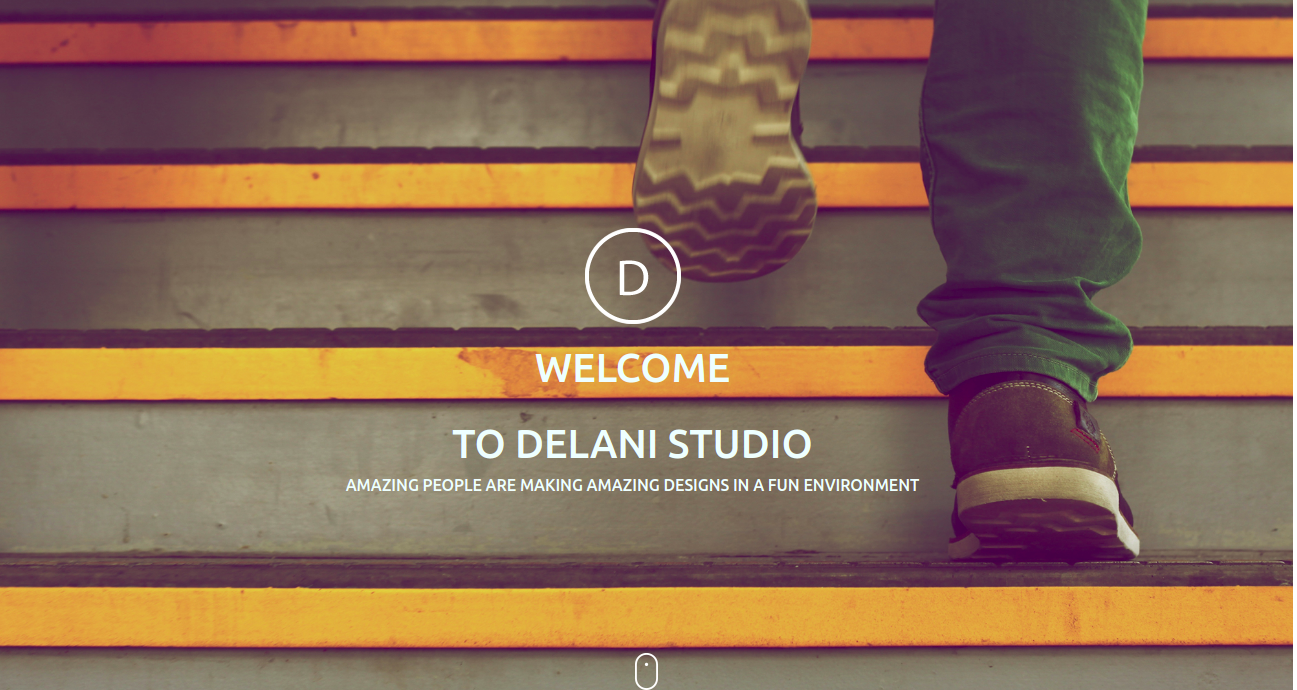 D
WELCOME
TO DELANI STUDIO
AMAZING PEOPLE ARE MAKING AMAZING DESIGNS IN A FUN ENVIRONMENT